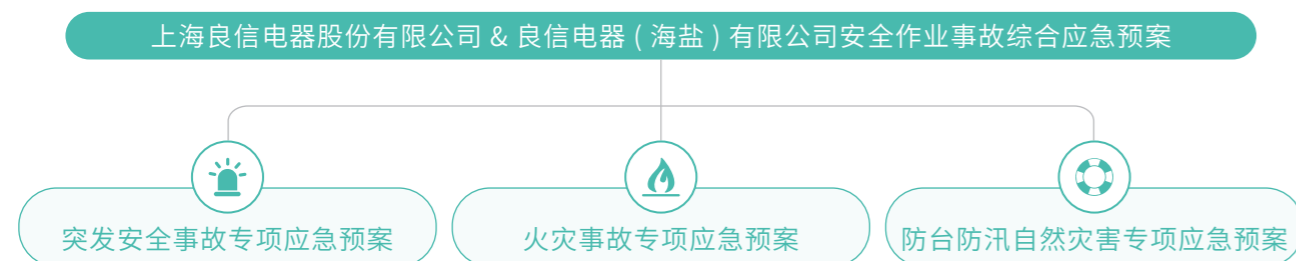 上海良信电器股份有限公司 & 良信电器 ( 海盐 ) 有限公司安全作业事故综合应急预案
突发安全事故专项应急预案
火灾事故专项应急预案
防台防汛自然灾害专项应急预案